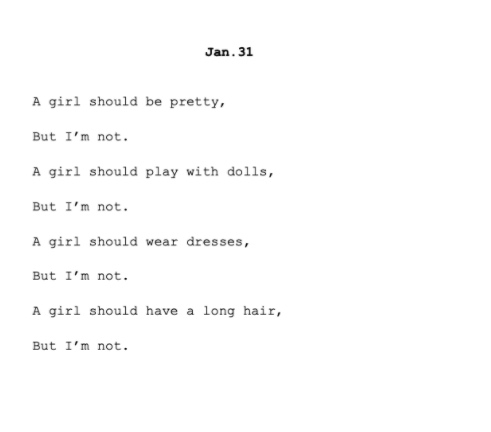 Jan.31
A girl should be pretty,
But I’m not.
A girl should play with dolls,
But I’m not.
A girl should wear dresses,
But I’m not.
A girl should have a long hair,
But I’m not.